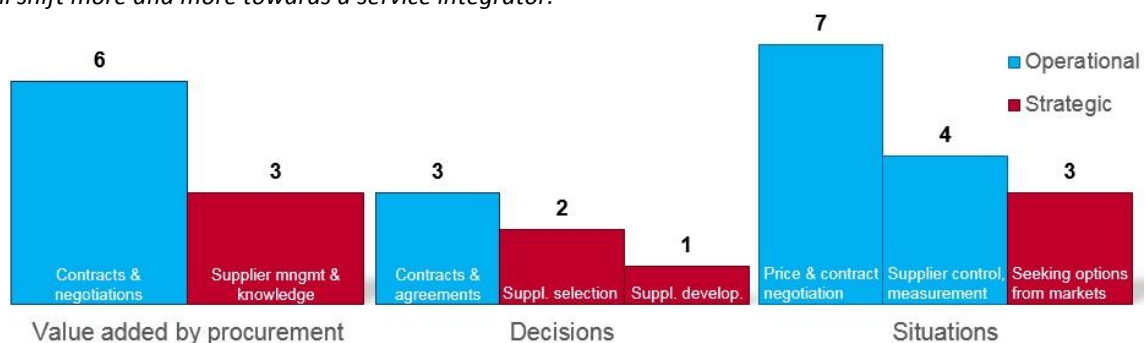 shift more and more towards a service integrator.
6
3
Contracts &
negotiations
Supplier mngmt &
knowledge
Value added by procurement
3
2
1
Contracts &
agreements
Suppl. selection
Suppl. develop.
Decisions
7
4
3
Price & contract
negotiation
Supplier control,
measurement
Seeking options
from markets
Situations
Operational
Strategic